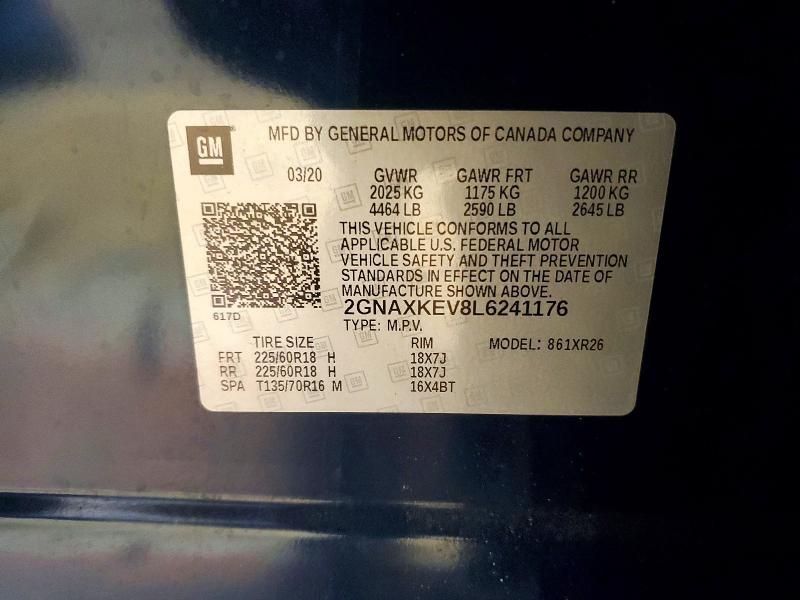 GM
MFD BY GENERAL MOTORS OF CANADA COMPANY
03/20 GVWR GAWR FRT GAWR RR
2025 KG 1175 KG 1200 KG
4464 LB 2590 LB 2645 LB
THIS VEHICLE CONFORMS TO ALL
APPLICABLE U.S. FEDERAL MOTOR
VEHICLE SAFETY AND THEFT PREVENTION
STANDARDS IN EFFECT ON THE DATE OF
MANUFACTURE SHOWN ABOVE.
617D
2GNAXKEV8L6241176
TYPE: M.P.V.
TIRE SIZE RIM MODEL: 861XR26
FRT 225/60R18 H 18X7J
RR 225/60R18 H 18X7J
SPA T135/70R16 M 16X4BT